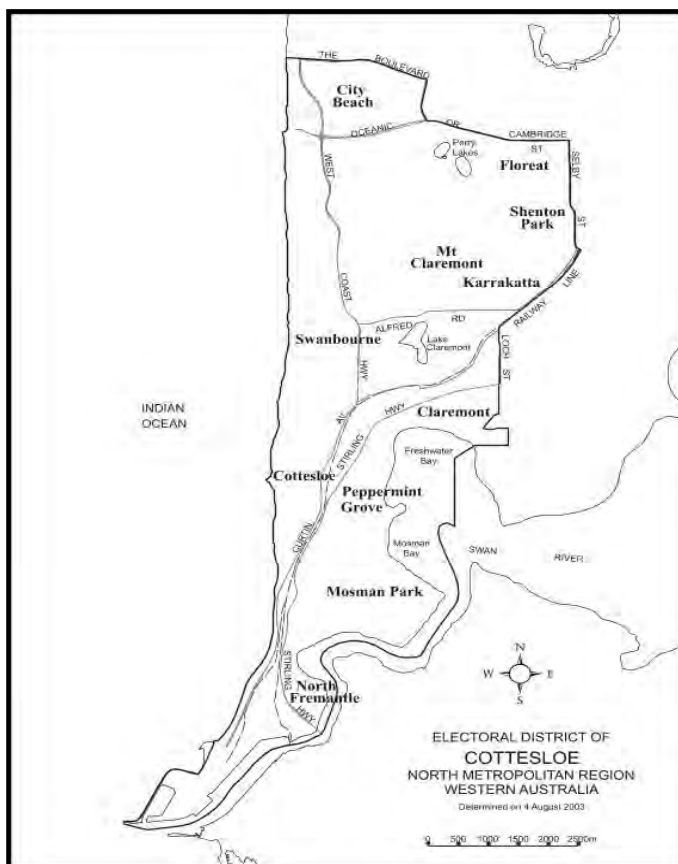 THE BOULEVARD
City
Beach
OCEANIC DR
CAMBRIDGE
ST
Perry
Lakes
Floreat
SELBY
ST
WEST
COAST
HWY
Shenton
Park
Mt
Claremont
Karrakatta
RAILWAY LINE
ALFRED RD
Swanbourne
Lake
Claremont
LOCH
ST
INDIAN
OCEAN
AV
STIRLING HWY
Claremont
Freshwater
Bay
Cottesloe
Peppermint
Grove
CURTIN
Mosman
Bay
SWAN RIVER
Mosman Park
N
W E
S
STIRLING
HWY
North
Fremantle
ELECTORAL DISTRICT OF
COTTESLOE
NORTH METROPOLITAN REGION
WESTERN AUSTRALIA
Determined on 4 August 2003
0 500 1000 1500 2000 2500m